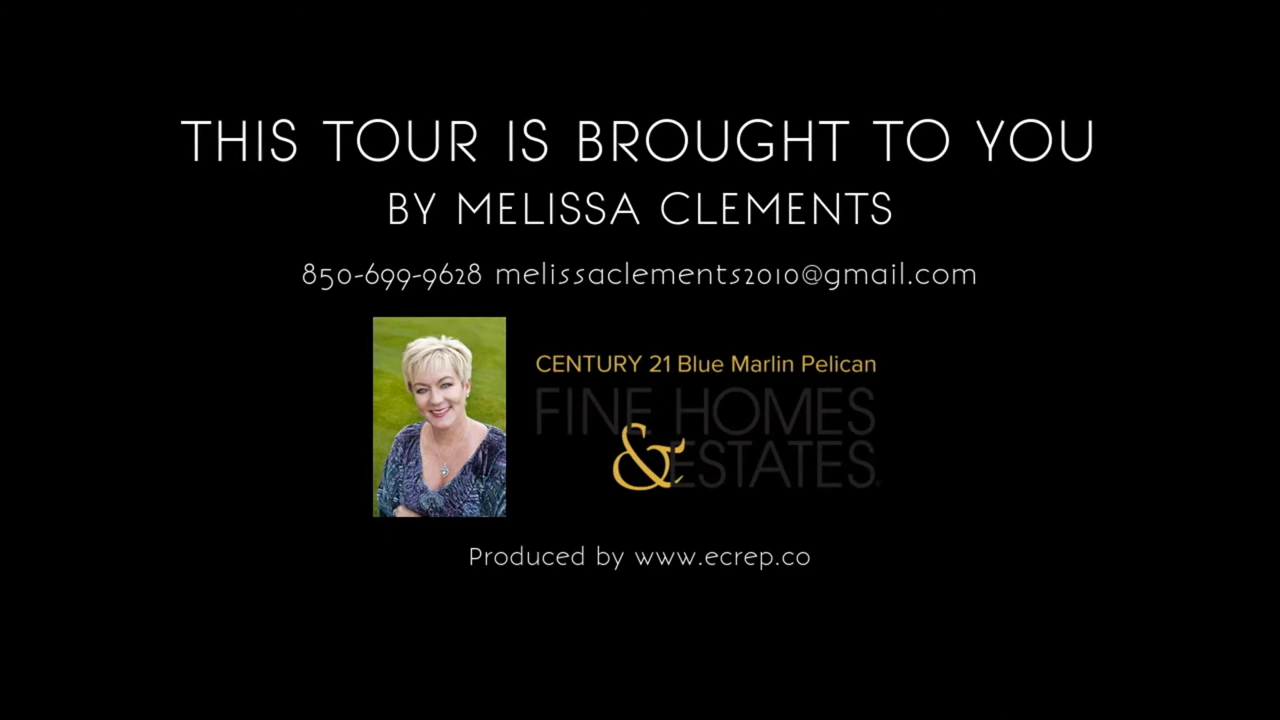 THIS TOUR IS BROUGHT TO YOU
BY MELISSA CLEMENTS
850-699-9628 melissaclements2010@gmail.com
CENTURY 21 Blue Marlin Pelican
FINE HOMES
& ESTATES
Produced by www.ecrep.co